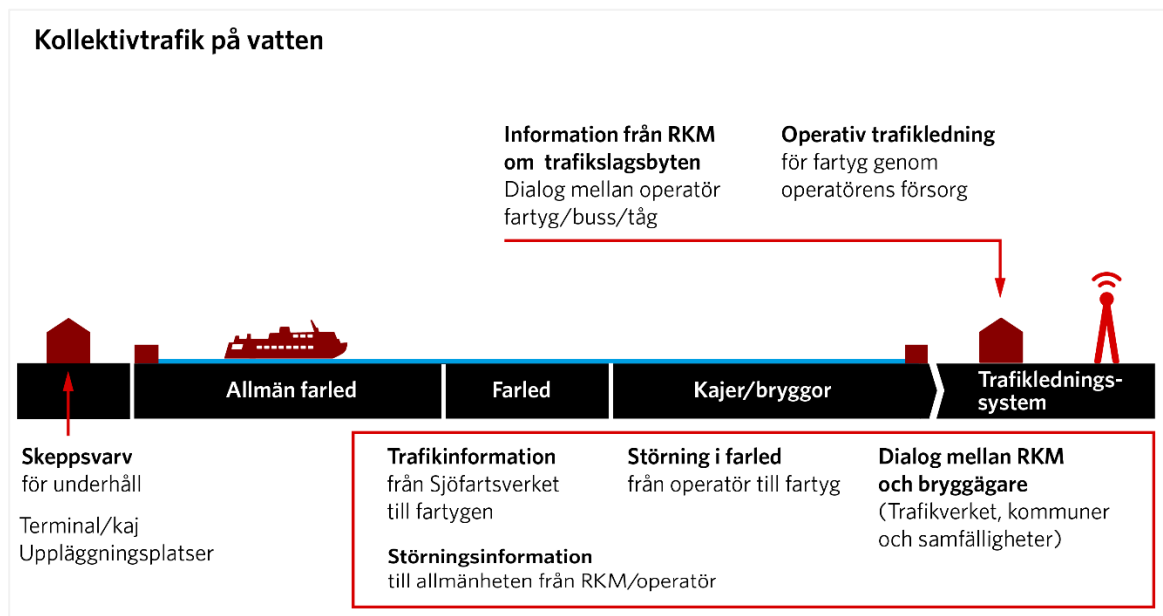 Kollektivtrafik på vatten
Information från RKM
om trafikslagsbyten
Dialog mellan operatör
fartyg/buss/tåg
Operativ trafikledning
för fartyg genom
operatörens försorg
Allmän farled
Farled
Kajer/bryggor
Trafiklednings-
system
Skeppsvarv
för underhåll
Terminal/kaj
Uppläggningsplatser
Trafikinformation
från Sjöfartsverket
till fartygen
Störningsinformation
till allmänheten från RKM/operatör
Störning i farled
från operatör till fartyg
Dialog mellan RKM
och bryggägare
(Trafikverket, kommuner
och samfälligheter)